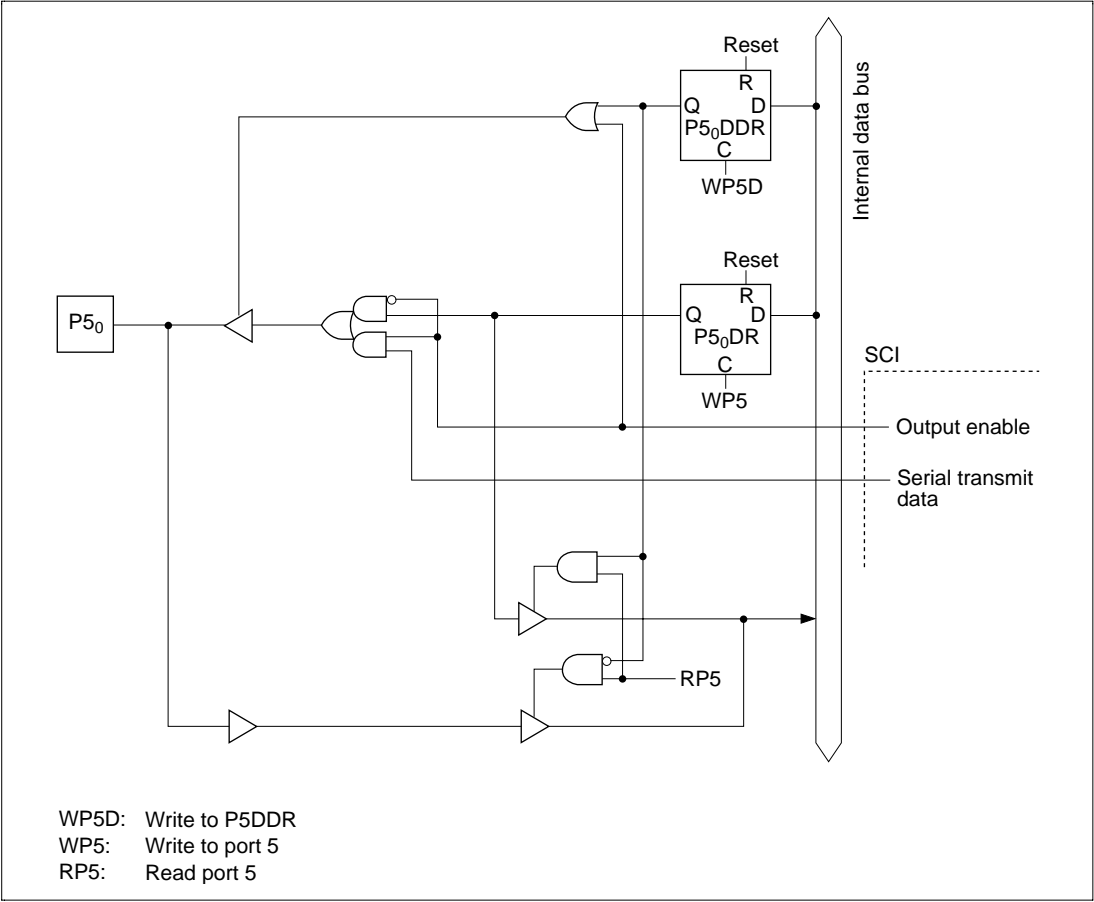 Reset
R
Q D
P5₀DDR
C
WP5D
Internal data bus
Reset
R
P5₀
Q D
P5₀DR
C
WP5
SCI
Output enable
Serial transmit
data
RP5
WP5D: Write to P5DDR
WP5: Write to port 5
RP5: Read port 5